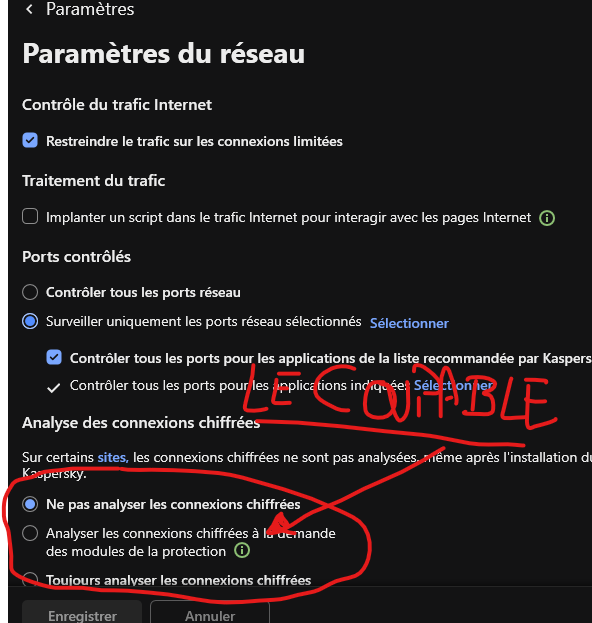 Paramètres
Paramètres du réseau
Contrôle du trafic Internet
Restreindre le trafic sur les connexions limitées
Traitement du trafic
Implanter un script dans le trafic Internet pour interagir avec les pages Internet
Ports contrôlés
Contrôler tous les ports réseau
Surveiller uniquement les ports réseau sélectionnés Sélectionner
Contrôler tous les ports pour les applications de la liste recommandée par Kaspers
Contrôler tous les ports pour les applications indiquées Sélectionner
LE
Analyse des connexions chiffrées
Sur certains sites, les connexions chiffrées ne sont pas analysées, même après l'installation du
Kaspersky.
Ne pas analyser les connexions chiffrées
Analyser les connexions chiffrées à la demande
des modules de la protection
Toujours analyser les connexions chiffrées
Enregistrer Annuler